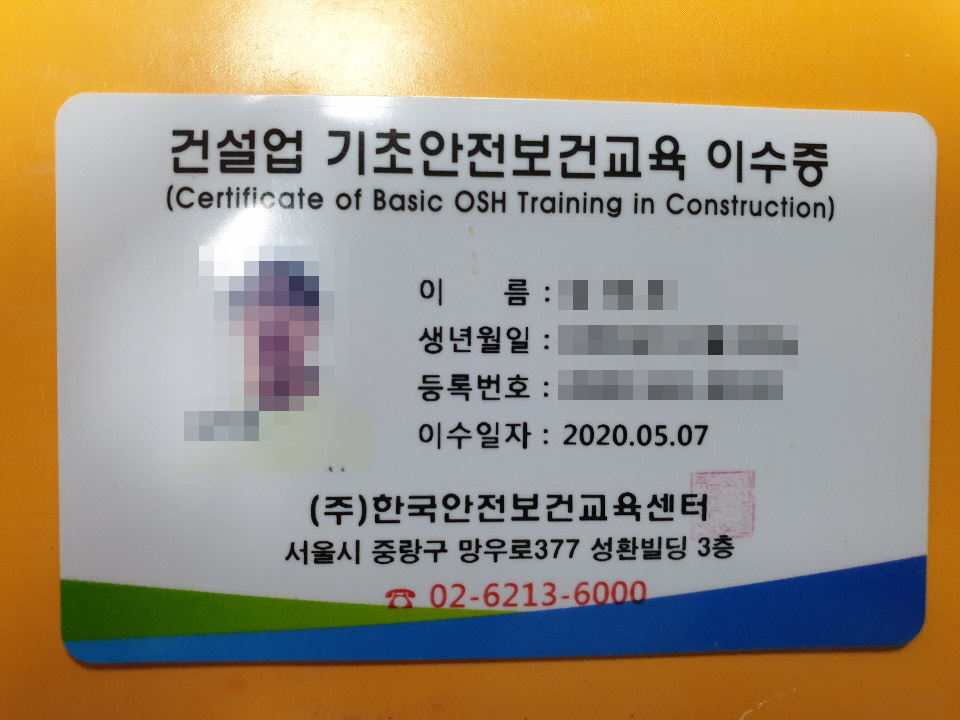 건설업 기초안전보건교육 이수증
(Certificate of Basic OSH Training in Construction)
이 름 :
생년월일 :
등록번호 :
이수일자 : 2020.05.07
(주)한국안전보건교육센터
서울시 중랑구 망우로377 성환빌딩 3층
☎ 02-6213-6000